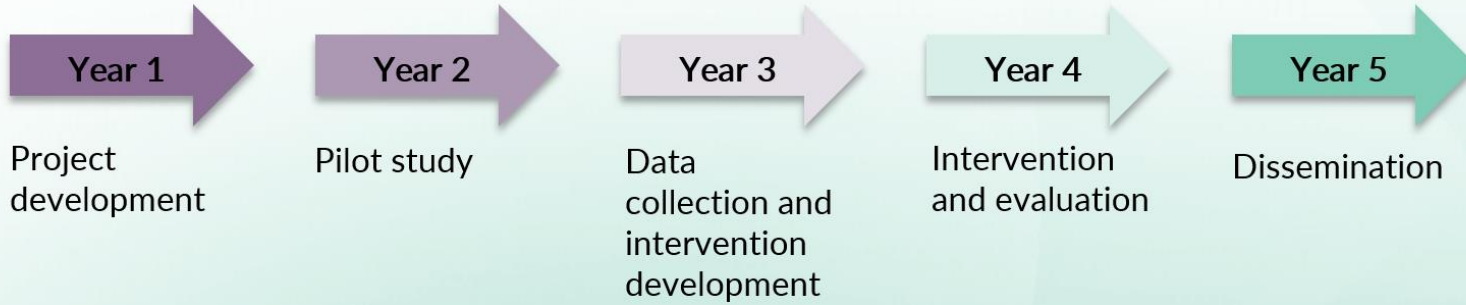 Year 1
Project
development
Year 2
Pilot study
Year 3
Data
collection and
intervention
development
Year 4
Intervention
and evaluation
Year 5
Dissemination